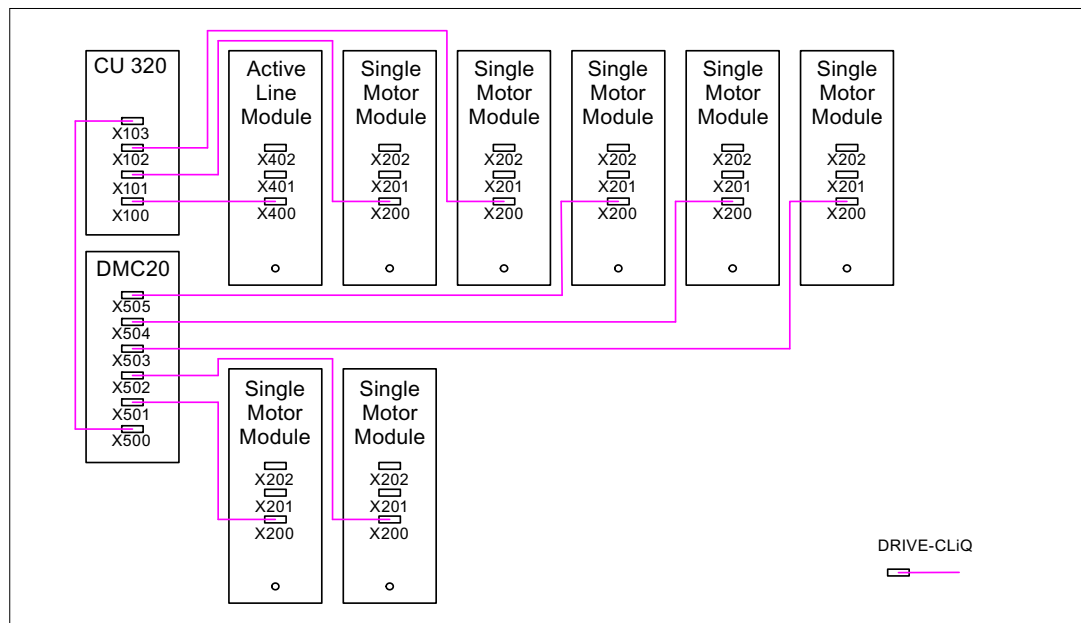 CU 320
X103
X102
X101
X100
Active
Line
Module
X402
X401
X400
Single
Motor
Module
X202
X201
X200
Single
Motor
Module
X202
X201
X200
Single
Motor
Module
X202
X201
X200
Single
Motor
Module
X202
X201
X200
Single
Motor
Module
X202
X201
X200
DMC20
X505
X504
X503
X502
X501
X500
Single
Motor
Module
X202
X201
X200
Single
Motor
Module
X202
X201
X200
DRIVE-CLiQ